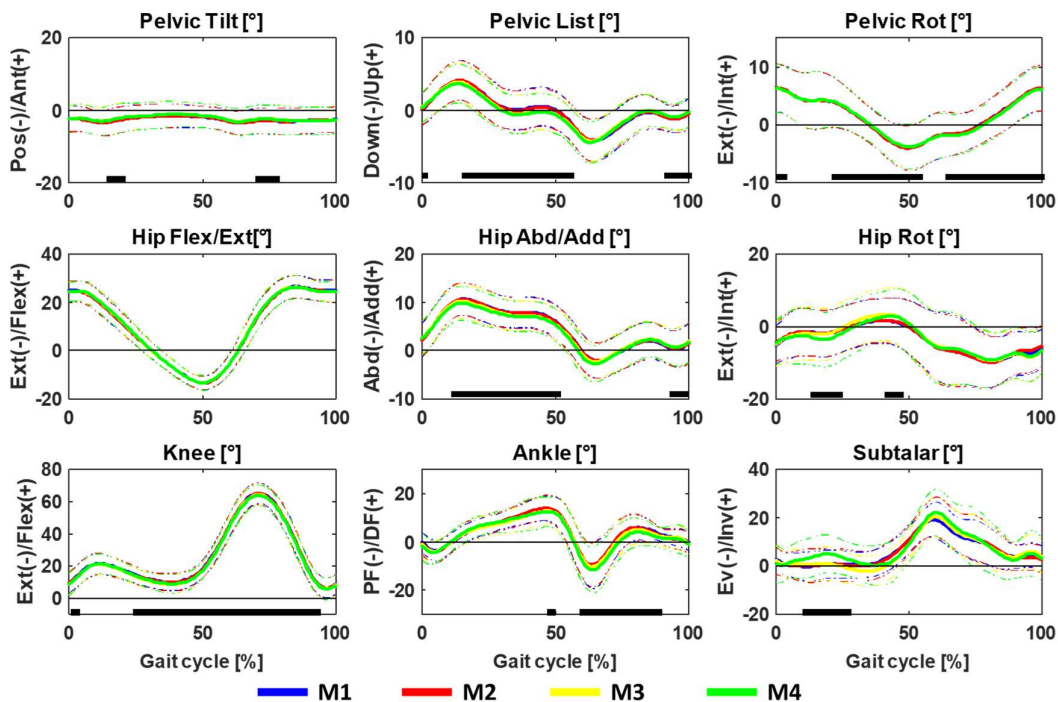 Pelvic Tilt [°]
Pos(-)/Ant(+)
20
0
-20
0 50 100
Pelvic List [°]
Down(-)/Up(+)
10
0
-10
0 50 100
Pelvic Rot [°]
Ext(-)/Int(+)
10
0
-10
0 50 100
Hip Flex/Ext[°]
Ext(-)/Flex(+)
40
20
0
-20
0 50 100
Hip Abd/Add [°]
Abd(-)/Add(+)
20
10
0
-10
0 50 100
Hip Rot [°]
Ext(-)/Int(+)
20
0
-20
0 50 100
Knee [°]
Ext(-)/Flex(+)
80
60
40
20
0
0 50 100
Gait cycle [%]
Ankle [°]
PF(-)/DF(+)
20
0
-20
0 50 100
Gait cycle [%]
Subtalar [°]
Ev(-)/Inv(+)
40
20
0
-20
0 50 100
Gait cycle [%]
M1 M2 M3 M4